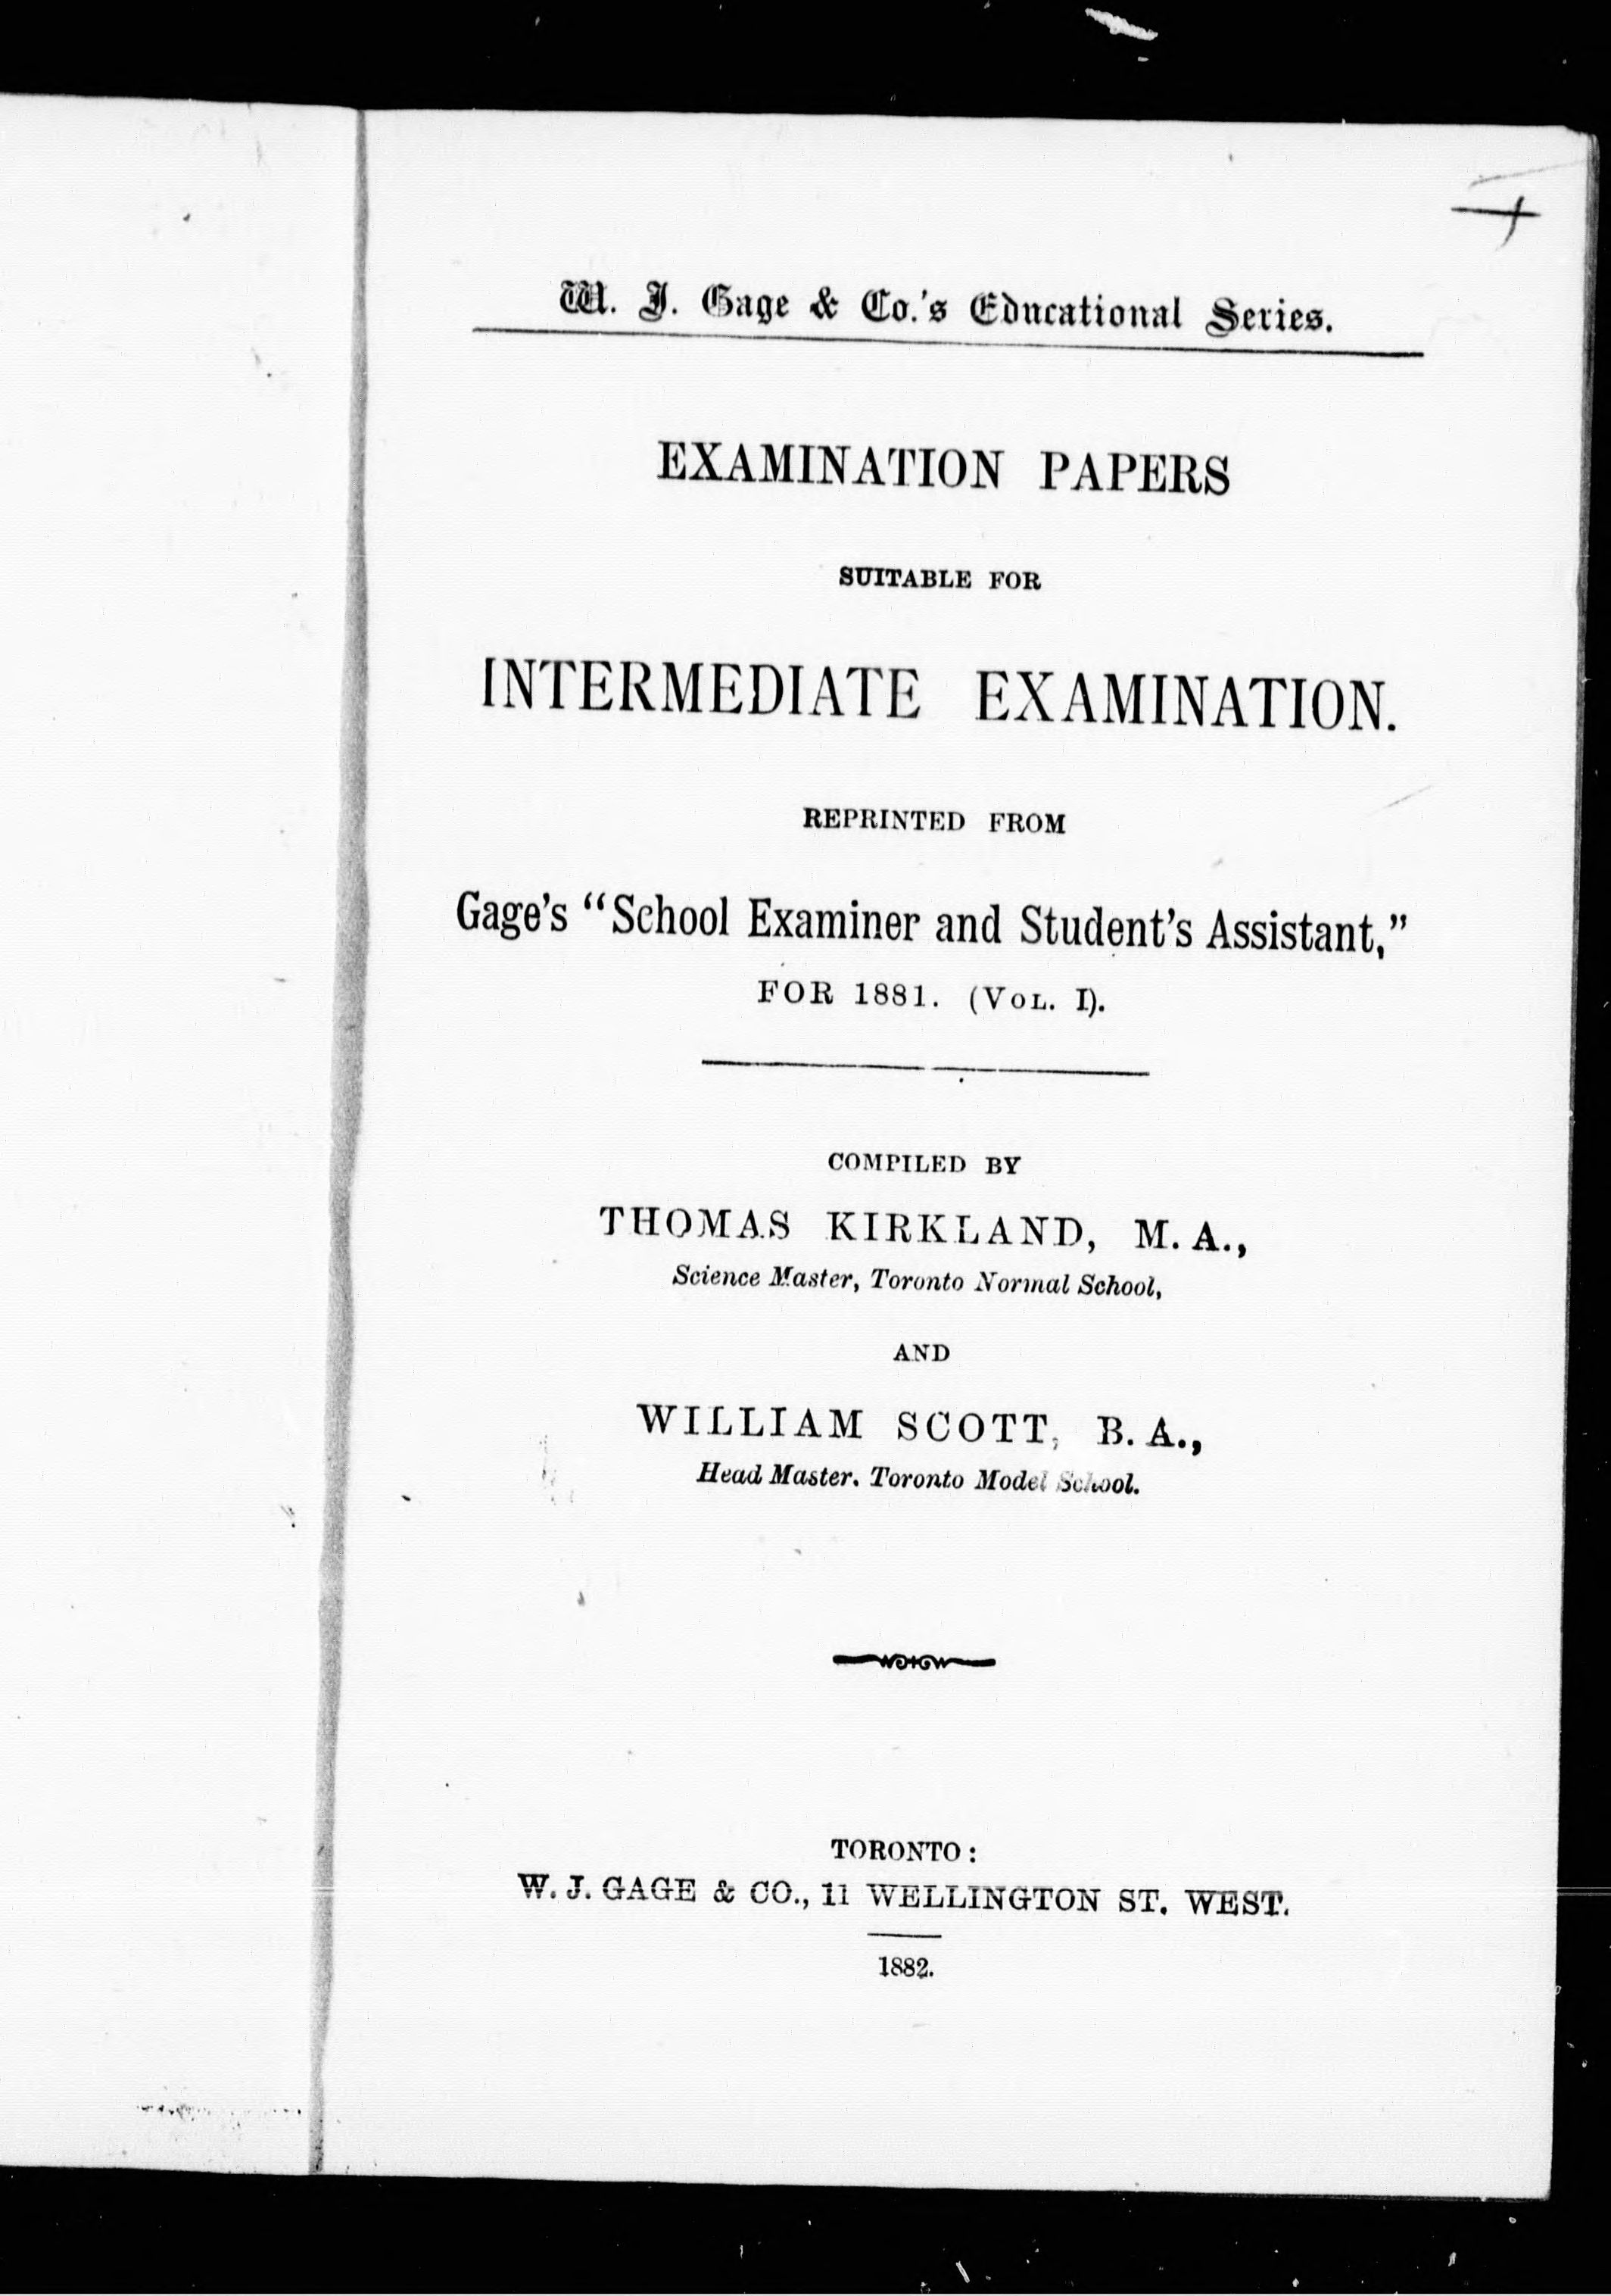 W. J. Gage & Co.'s Educational Series.
EXAMINATION PAPERS
SUITABLE FOR
INTERMEDIATE EXAMINATION.
REPRINTED FROM
Gage's "School Examiner and Student's Assistant,"
FOR 1881. (VOL. I).
COMPILED BY
THOMAS KIRKLAND, M. A.,
Science Master, Toronto Normal School,
AND
WILLIAM SCOTT, B. A.,
Head Master. Toronto Model School.
TORONTO:
W. J. GAGE & CO., 11 WELLINGTON ST. WEST.
1882.